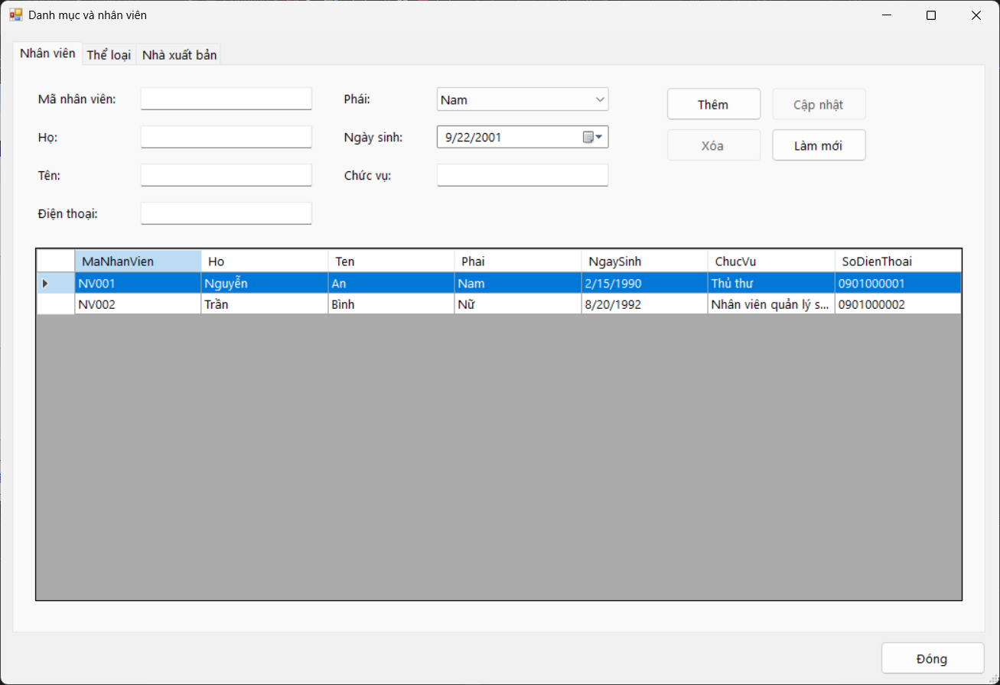 Danh mục và nhân viên
Nhân viên Thể loại Nhà xuất bản
Mã nhân viên: Phái: Nam Thêm Cập nhật
Họ: Ngày sinh: 9/22/2001 Xóa Làm mới
Tên: Chức vụ:
Điện thoại:
MaNhanVien Ho Ten Phai NgaySinh ChucVu SoDienThoai
NV001 Nguyễn An Nam 2/15/1990 Thủ thư 0901000001
NV002 Trần Bình Nữ 8/20/1992 Nhân viên quản lý s... 0901000002
Đóng